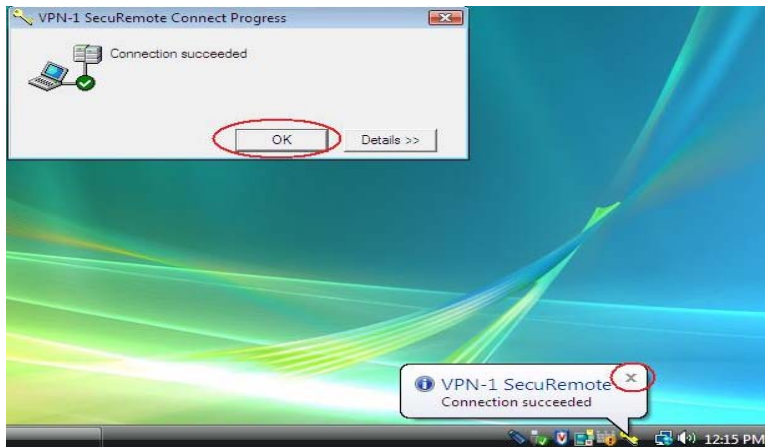 VPN-1 SecuRemote Connect Progress
Connection succeeded
OK
Details >>
VPN-1 SecuRemote
Connection succeeded
12:15 PM